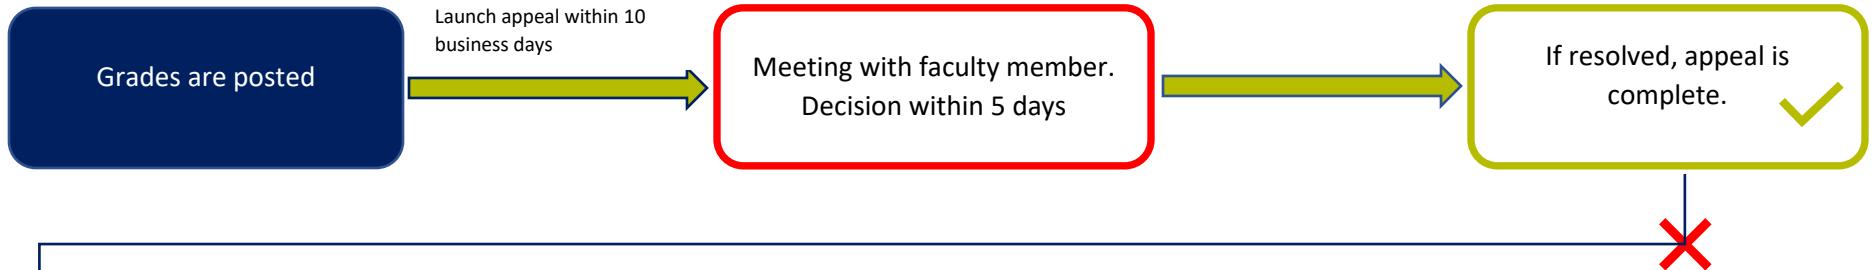 Grades are posted
Launch appeal within 10
business days
Meeting with faculty member.
Decision within 5 days
If resolved, appeal is
complete.